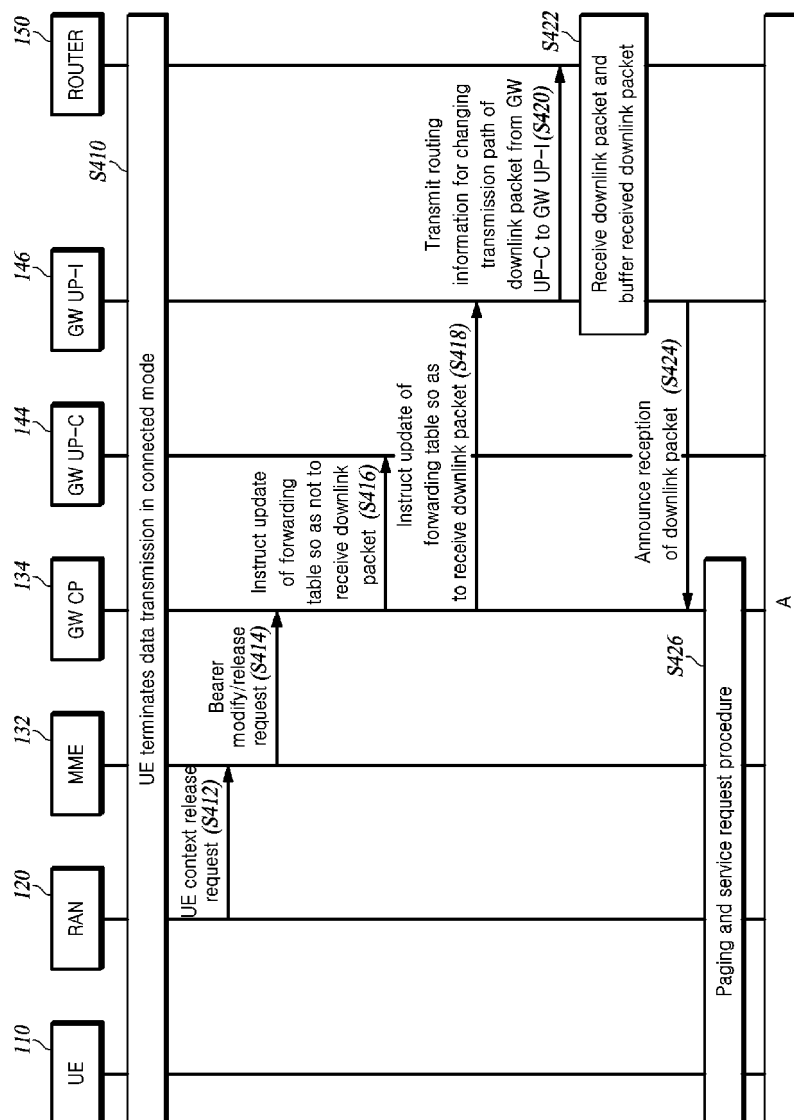 110
120
132
134
144
146
150
UE
RAN
MME
GW CP
GW UP-C
GW UP-I
ROUTER
S410
UE terminates data transmission in connected mode
UE context release
request (S412)
Bearer
modify/release
request (S414)
Instruct update
of forwarding
table so as not to
receive downlink
packet (S416)
Instruct update of
forwarding table so as
to receive downlink packet (S418)
Transmit routing
information for changing
transmission path of
downlink packet from GW
UP-C to GW UP-I (S420)
S422
Receive downlink packet and
buffer received downlink packet
Announce reception
of downlink packet (S424)
S426
Paging and service request procedure
A